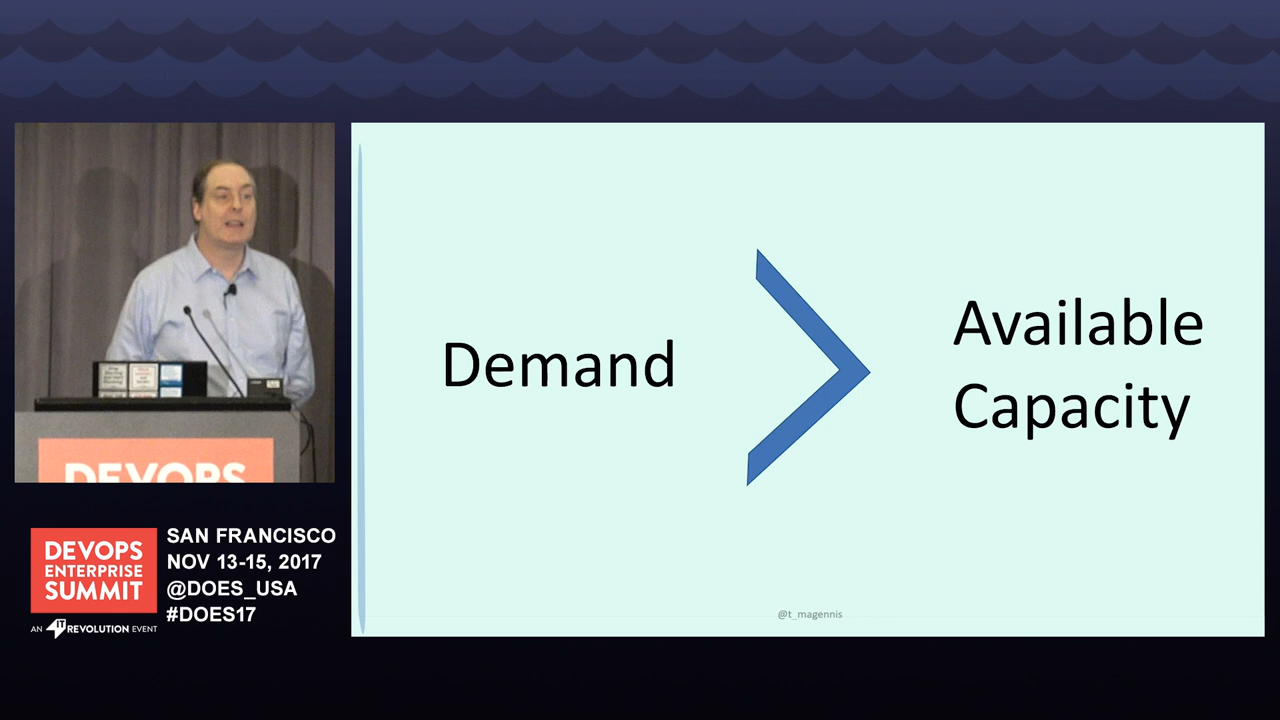 Demand
Available
Capacity
@t_magennis
DEVOPS
DEVOPS
ENTERPRISE
SUMMIT
AN IT REVOLUTION EVENT
SAN FRANCISCO
NOV 13-15, 2017
@DOES_USA
#DOES17